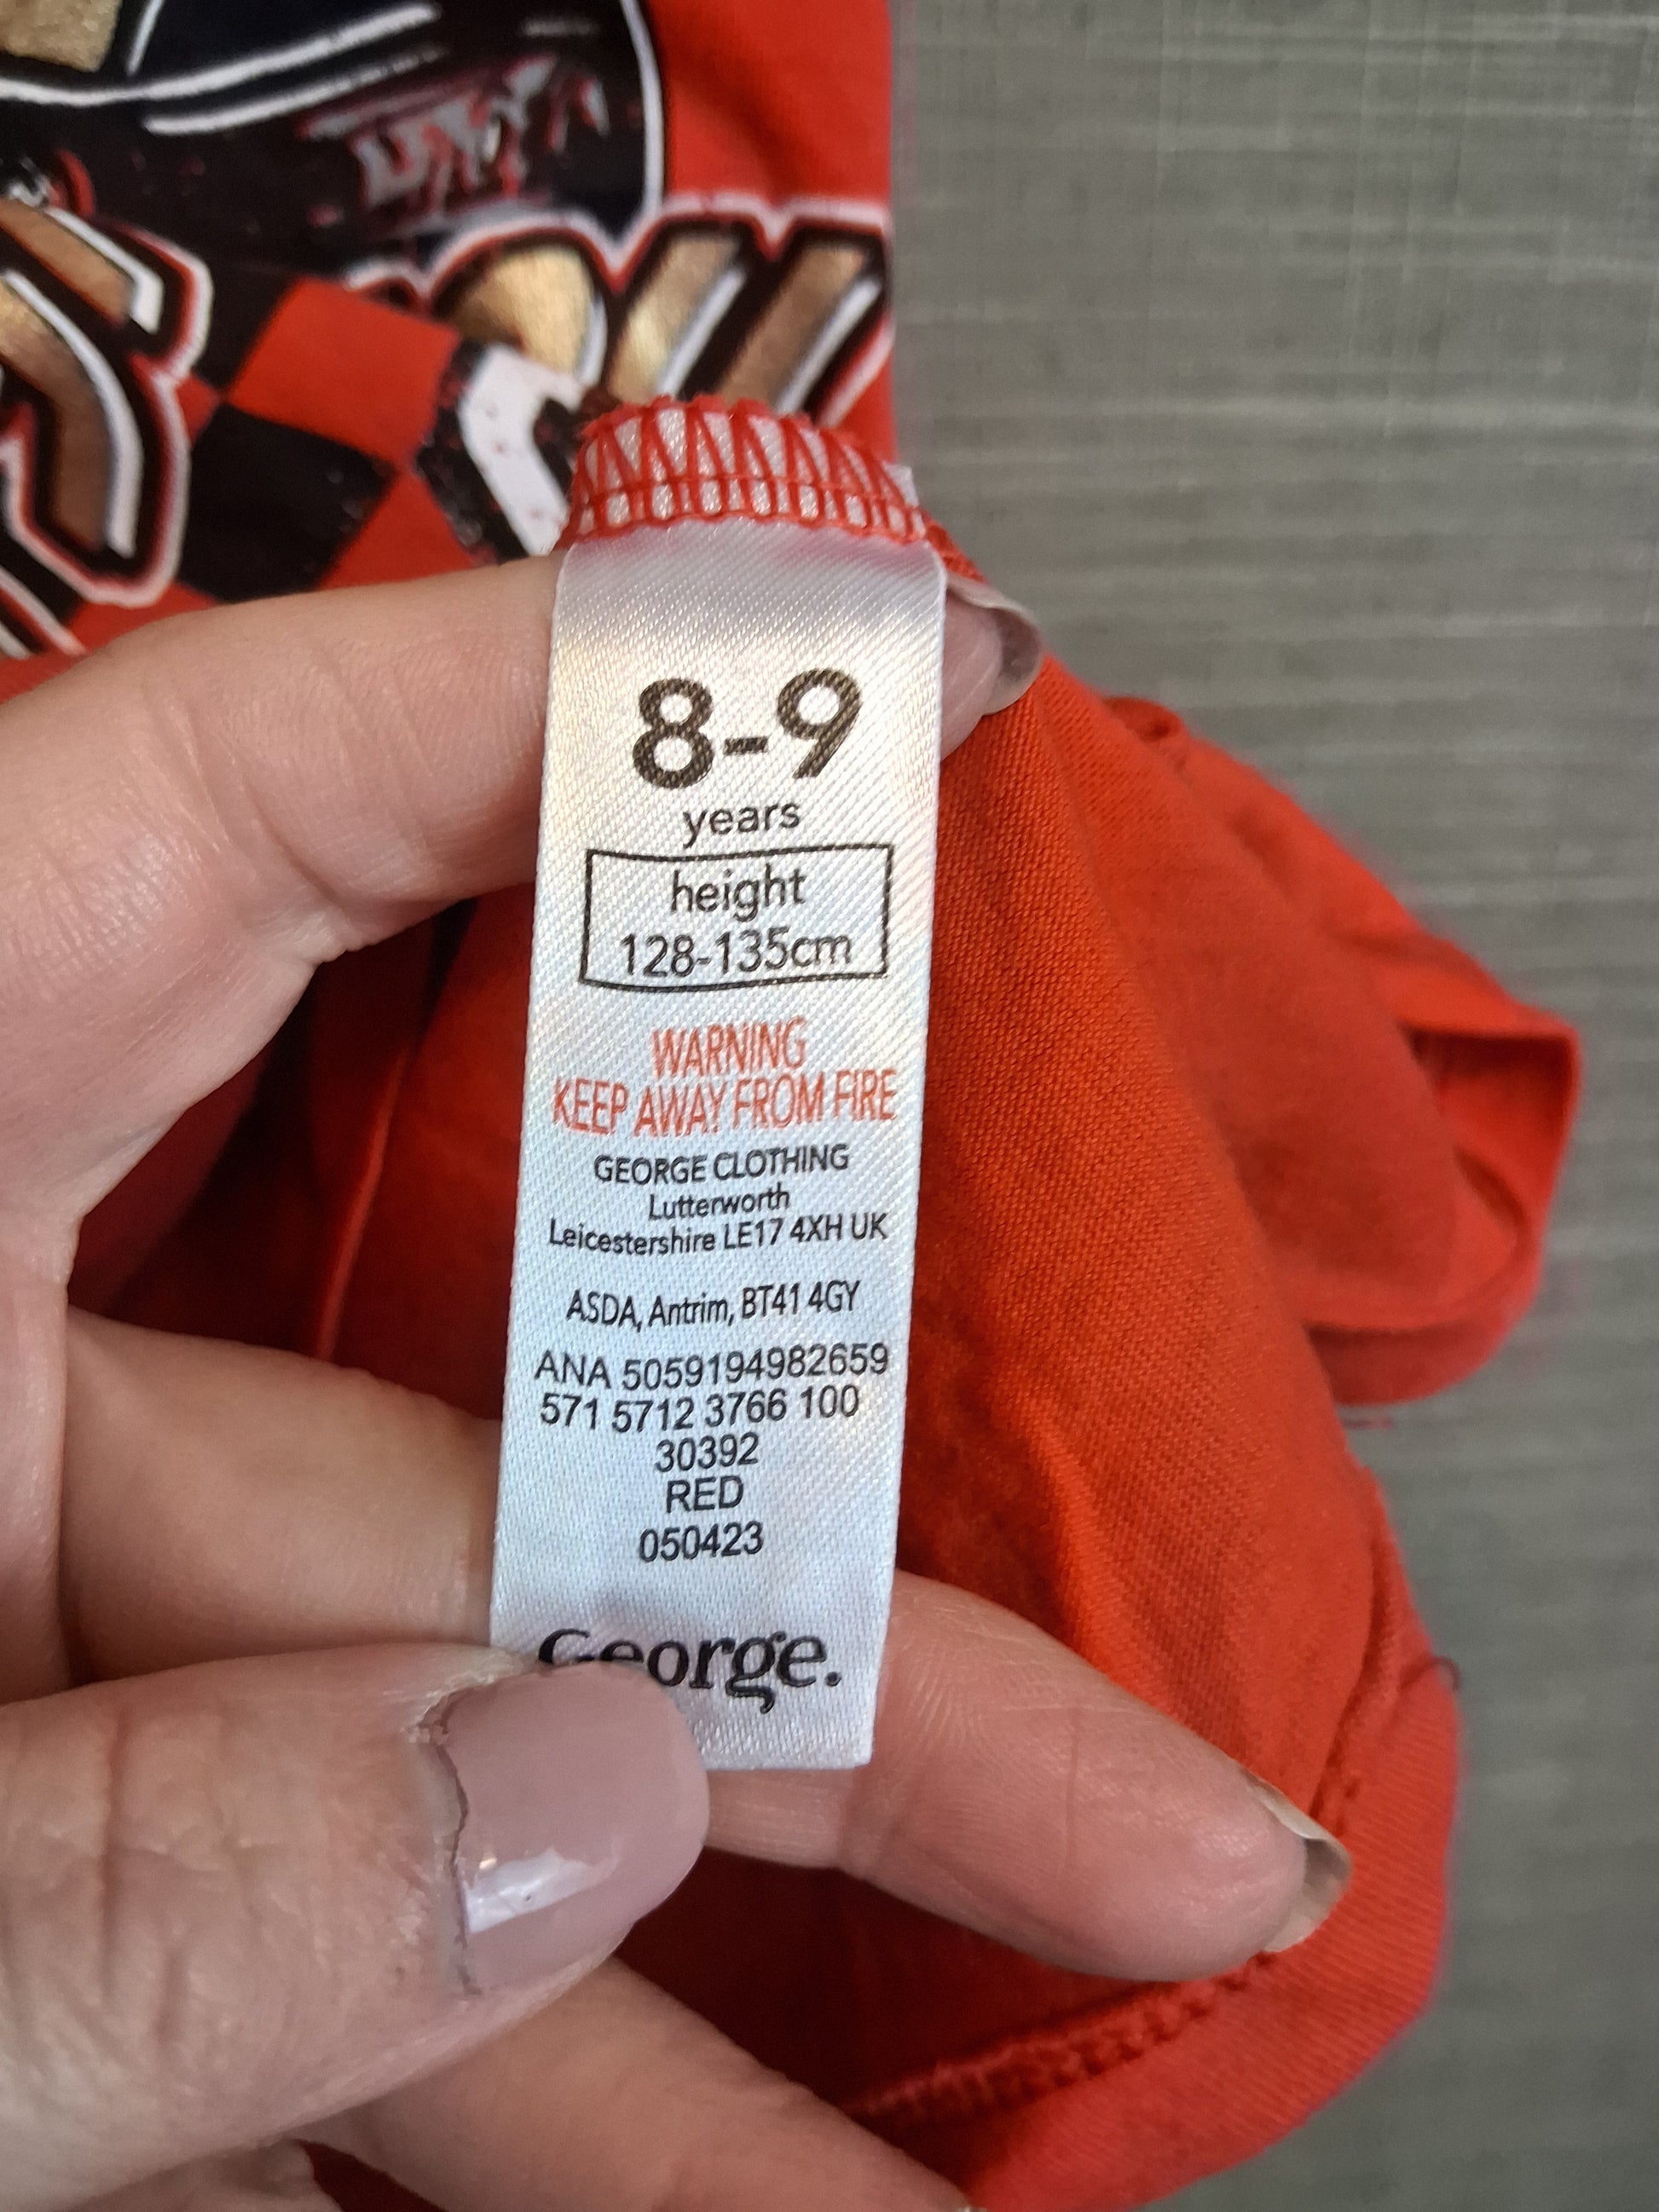 8-9
years
height
128-135cm
WARNING
KEEP AWAY FROM FIRE
GEORGE CLOTHING
Lutterworth
Leicestershire LE17 4XH UK
ASDA, Antrim, BT41 4GY
ANA 5059194982659
571 5712 3766 100
30392
RED
050423
George.